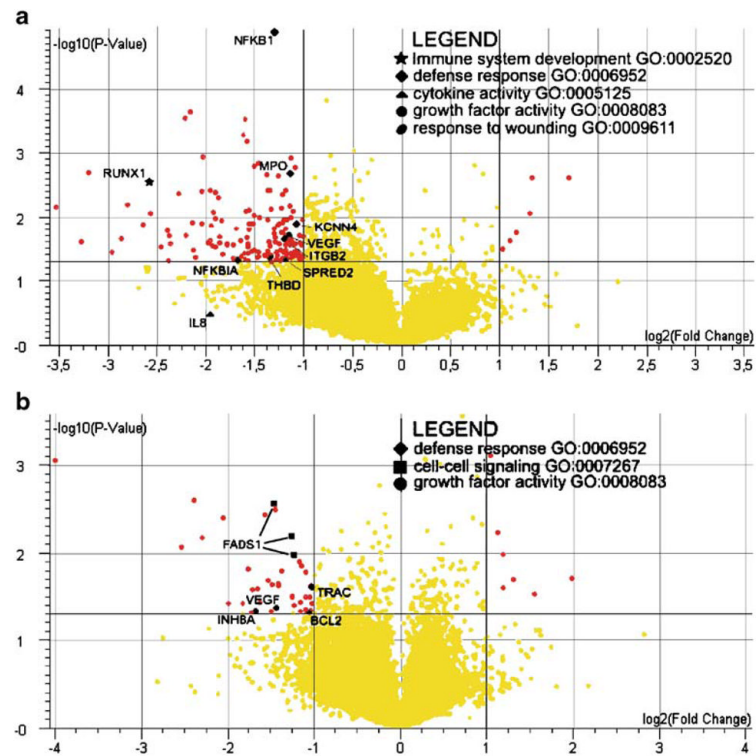 a
-log10(P-Value)
NFKB1
LEGEND
Immune system development GO:0002520
defense response GO:0006952
cytokine activity GO:0005125
growth factor activity GO:0008083
response to wounding GO:0009611
4
3
MPO
RUNX1
2
KCNN4
VEGF
ITGB2
NFKBIA
SPRED2
THBD
1
IL8
log2(Fold Change)
-0
-3,5 -3 -2,5 -2 -1,5 -1 -0,5 0 0,5 1 1,5 2 2,5 3 3,5
b
-log10(P-Value)
LEGEND
defense response GO:0006952
cell-cell signaling GO:0007267
growth factor activity GO:0008083
3
FADS1
2
TRAC
VEGF
INHBA
BCL2
1
log2(Fold Change)
-0
-4 -3 -2 -1 0 1 2 3 4